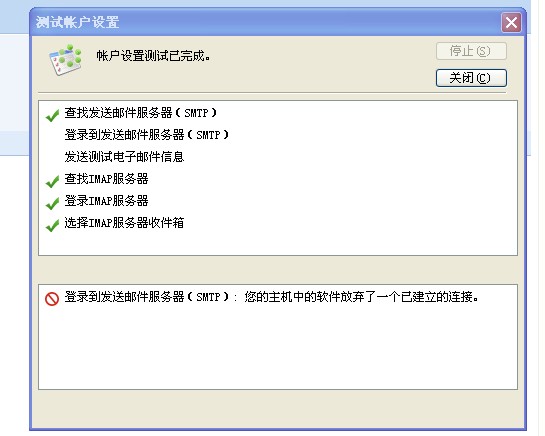 测试帐户设置
帐户设置测试已完成。
停止(S)
关闭(C)
查找发送邮件服务器(SMTP)
登录到发送邮件服务器(SMTP)
发送测试电子邮件信息
查找IMAP服务器
登录IMAP服务器
选择IMAP服务器收件箱
登录到发送邮件服务器(SMTP): 您的主机中的软件放弃了一个已建立的连接。